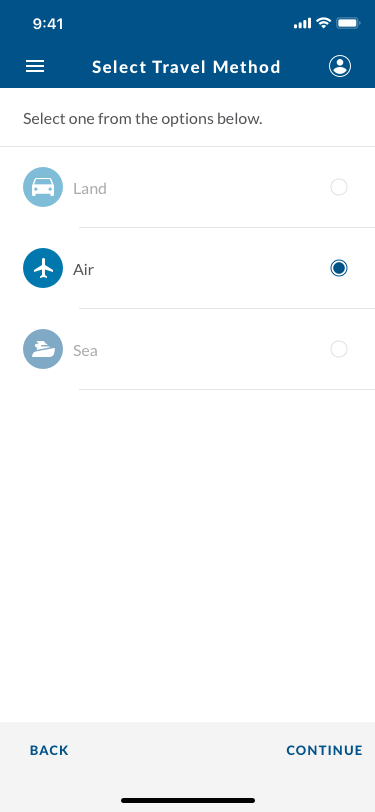 9:41
Select Travel Method
Select one from the options below.
Land
Air
Sea
BACK CONTINUE